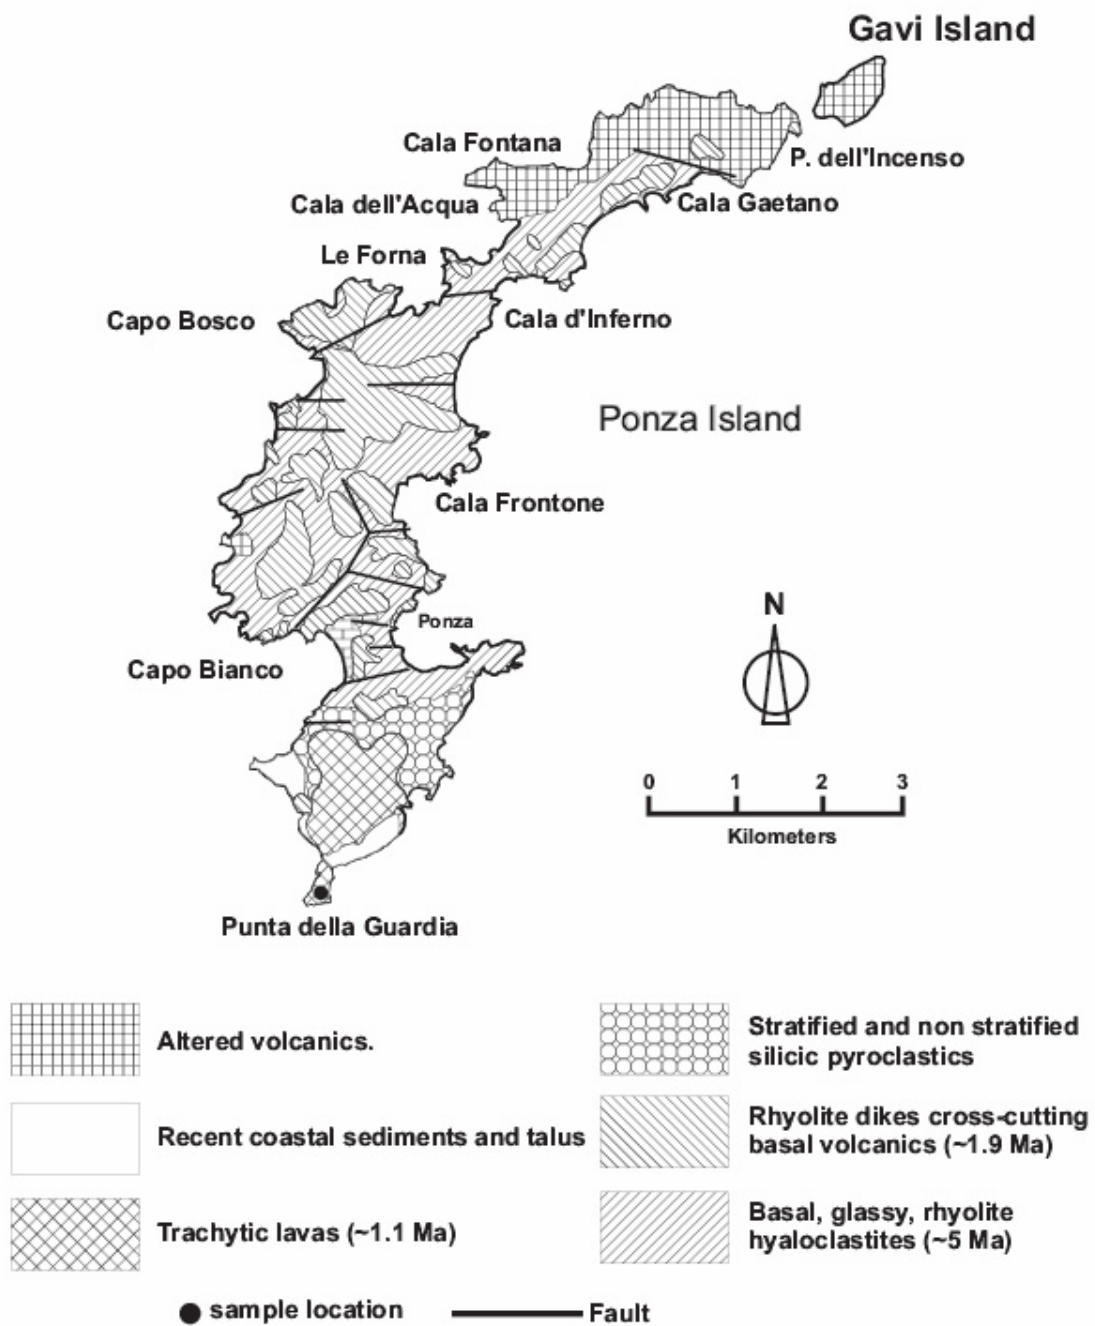 Gavi Island
Cala Fontana
P. dell'Incenso
Cala dell'Acqua
Cala Gaetano
Le Forna
Capo Bosco
Cala d'Inferno
Ponza Island
Cala Frontone
N
Ponza
Capo Bianco
0 1 2 3
Kilometers
Punta della Guardia
Altered volcanics.
Stratified and non stratified
silicic pyroclastics
Recent coastal sediments and talus
Rhyolite dikes cross-cutting
basal volcanics (~1.9 Ma)
Trachytic lavas (~1.1 Ma)
Basal, glassy, rhyolite
hyaloclastites (~5 Ma)
sample location
Fault